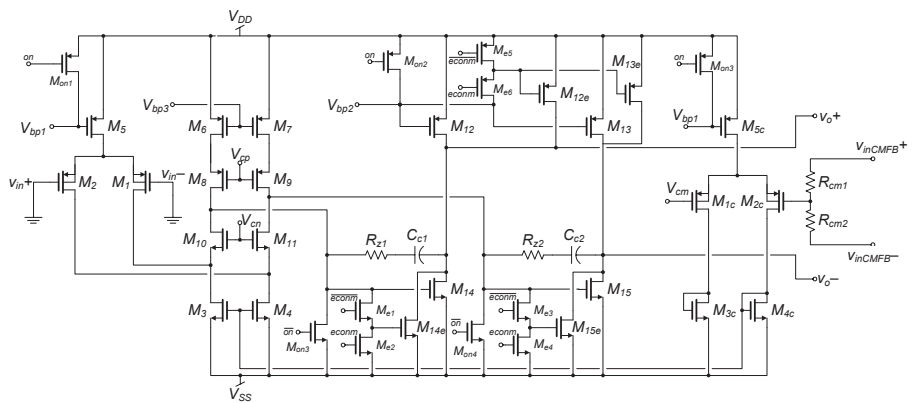 V_DD
on
M_on1
V_bp1
M_5
V_bp3
M_6
M_7
on
M_on2
V_bp2
M_12
econm
M_e5
econm
M_e6
M_12e
M_13e
M_13
on
M_on3
V_bp1
M_5c
v_o+
v_inCMFB+
v_in+
M_2
M_1
v_in−
M_8
V_cp
M_9
V_cm
M_1c
M_2c
R_cm1
R_cm2
v_inCMFB−
M_10
V_cn
M_11
R_z1
C_c1
R_z2
C_c2
v_o−
M_3
M_4
on
M_on3
econm
M_e1
econm
M_e2
M_14
M_14e
on
M_on4
econm
M_e3
econm
M_e4
M_15
M_15e
M_3c
M_4c
V_SS